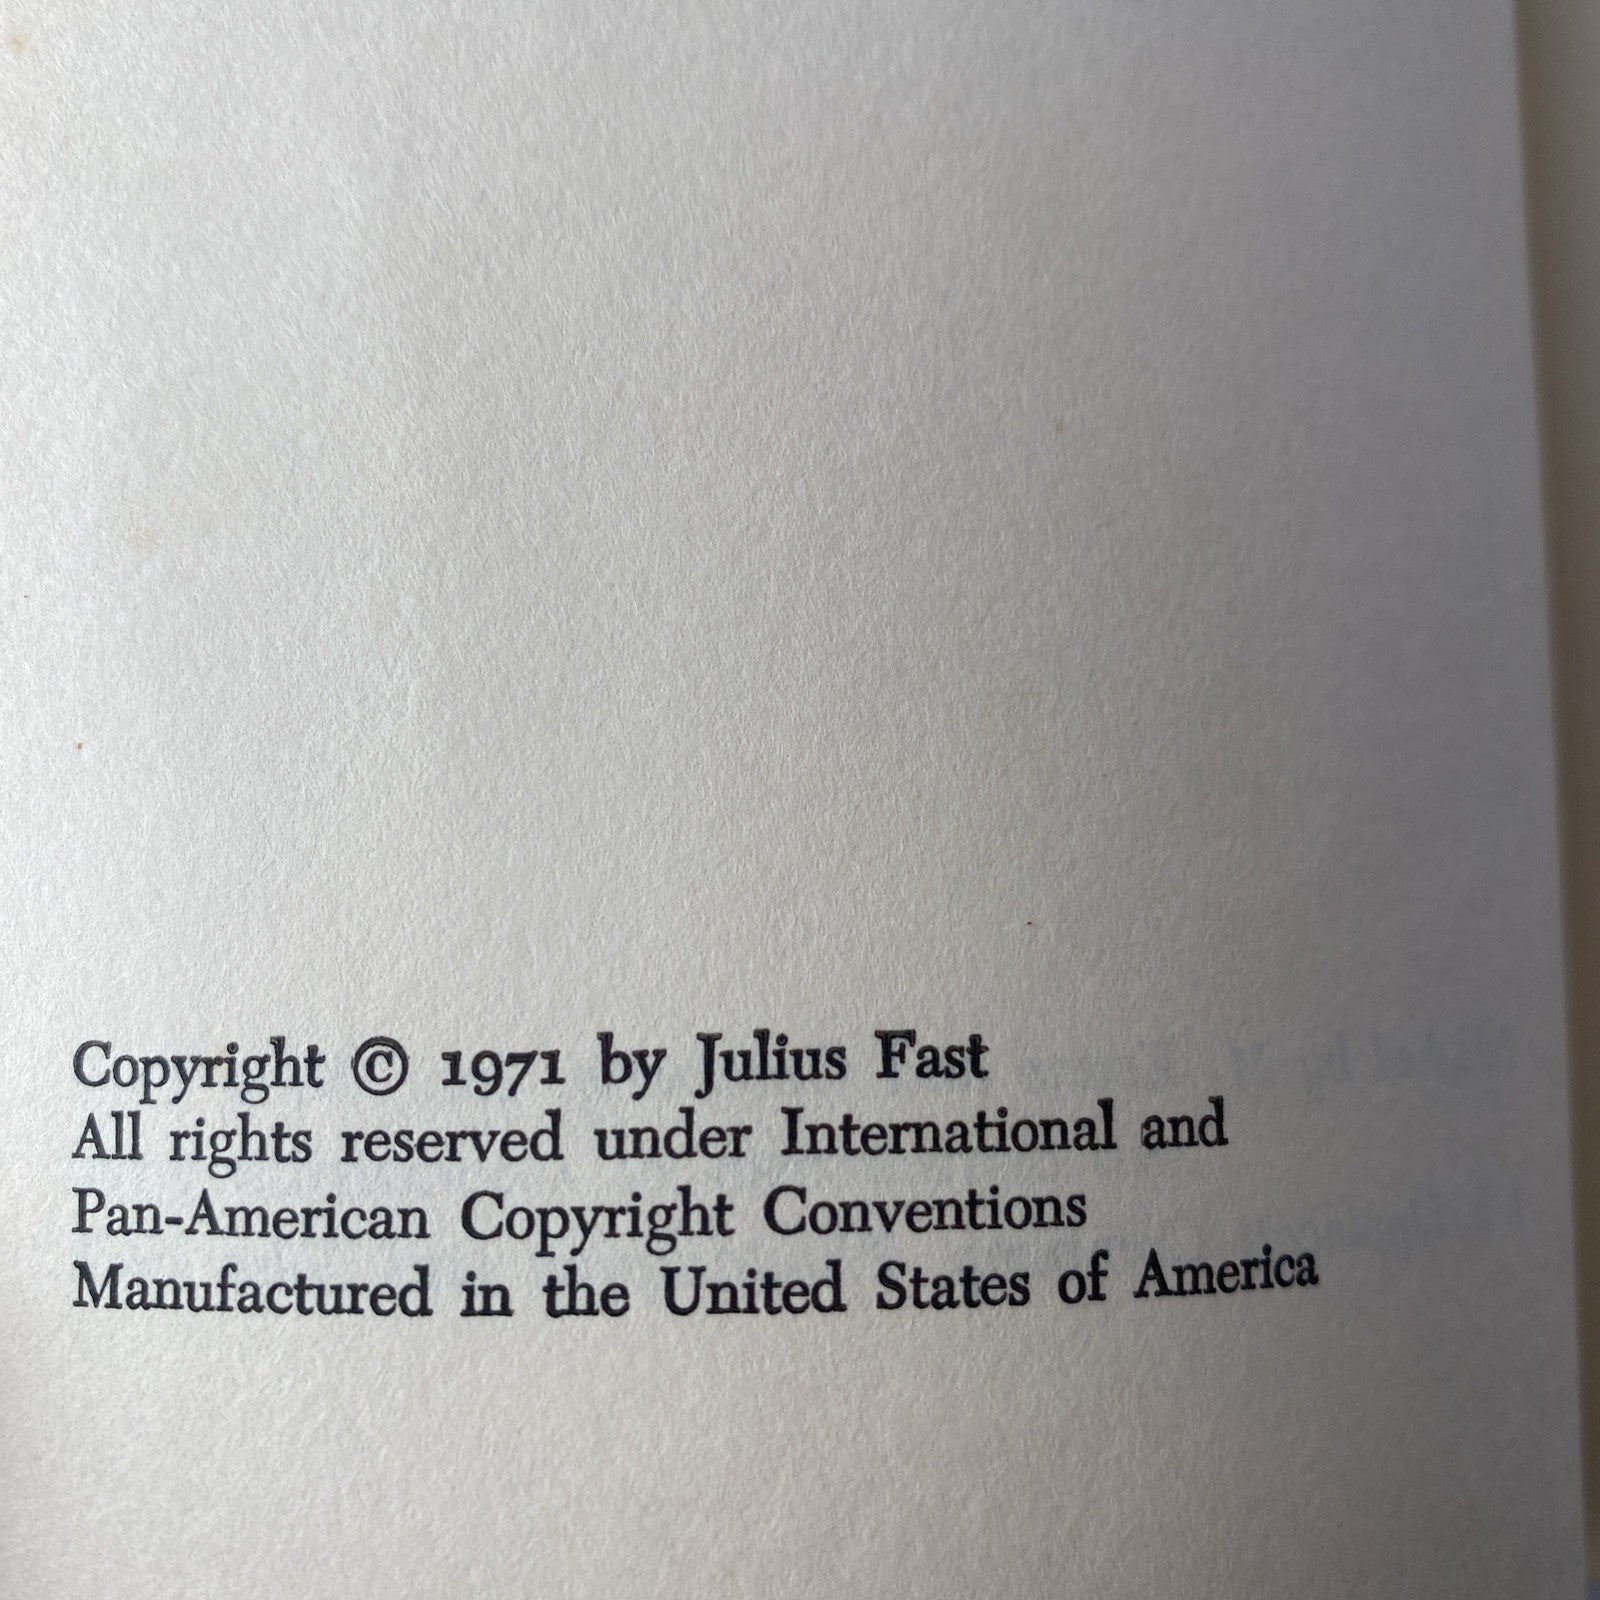 Copyright © 1971 by Julius Fast
All rights reserved under International and
Pan-American Copyright Conventions
Manufactured in the United States of America